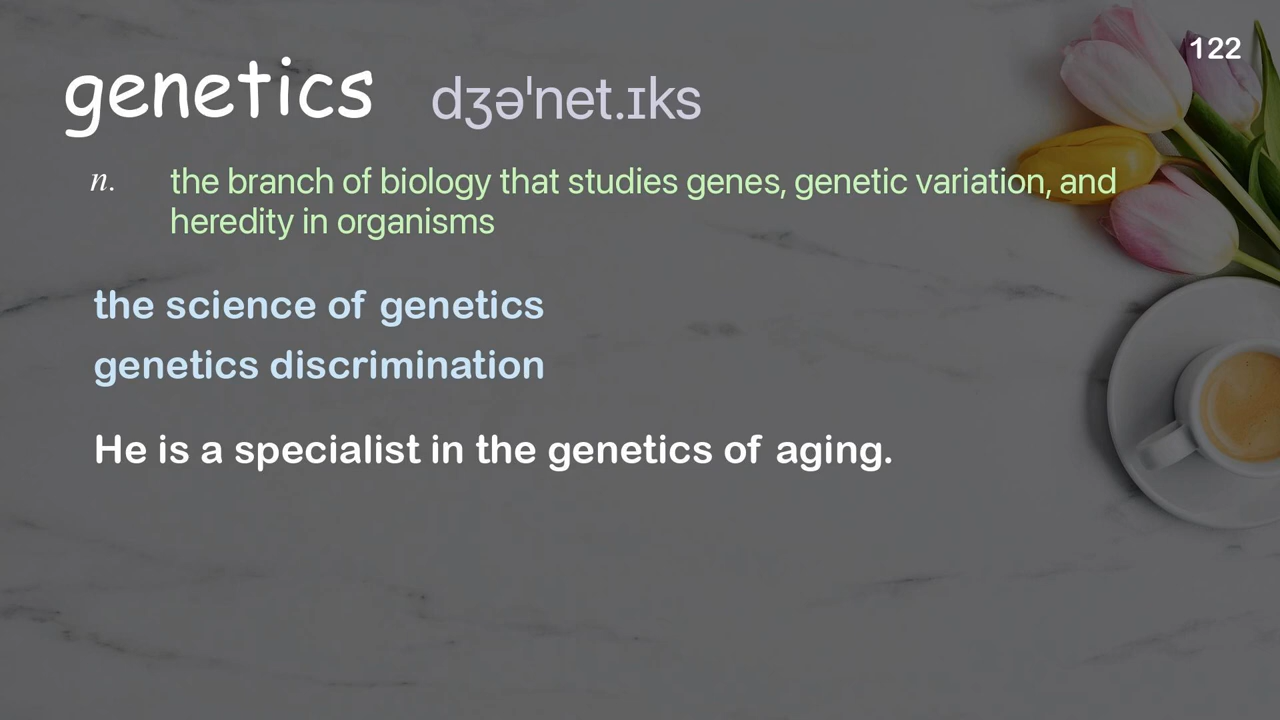 122
genetics dʒəˈnet.ɪks
n. the branch of biology that studies genes, genetic variation, and
heredity in organisms
the science of genetics
genetics discrimination
He is a specialist in the genetics of aging.